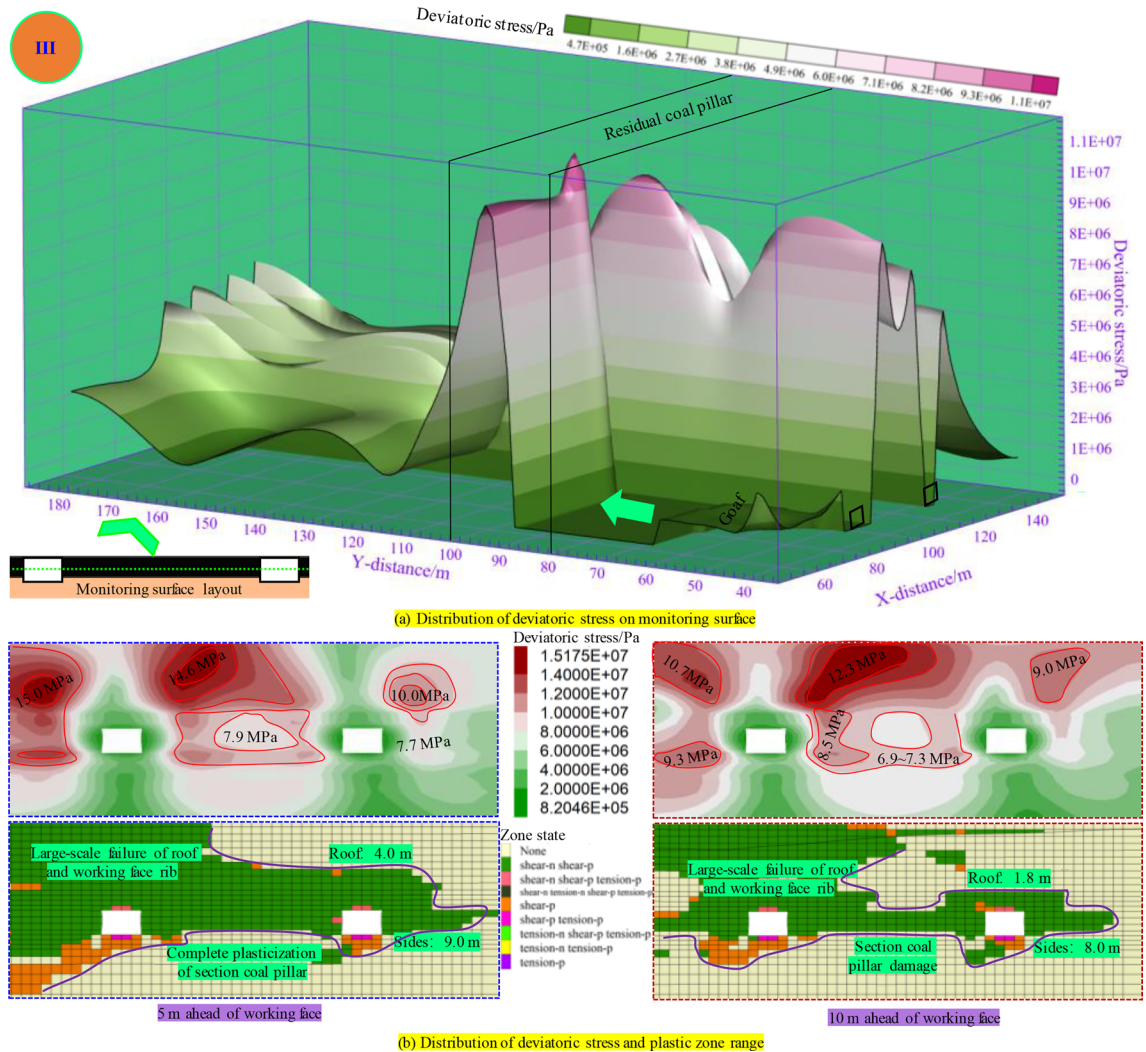 III
Deviatoric stress/Pa
4.7E+05 1.6E+06 2.7E+06 3.8E+06 4.9E+06 6.0E+06 7.1E+06 8.2E+06 9.3E+06 1.1E+07
Residual coal pillar
1.1E+07
1E+07
9E+06
8E+06
7E+06
6E+06
5E+06
4E+06
3E+06
2E+06
1E+06
0
Deviatoric stress/Pa
Goaf
180 170 160 150 140 130 120 110 100 90 80 70 60 50 40
Y-distance/m
60 80 100 120 140
X-distance/m
Monitoring surface layout
(a) Distribution of deviatoric stress on monitoring surface
15.0 MPa
14.6 MPa
10.0MPa
7.9 MPa
7.7 MPa
Deviatoric stress/Pa
1.5175E+07
1.4000E+07
1.2000E+07
1.0000E+07
8.0000E+06
6.0000E+06
4.0000E+06
2.0000E+06
8.2046E+05
10.7MPa
12.3 MPa
9.0 MPa
9.3 MPa
8.5 MPa
6.9~7.3 MPa
Large-scale failure of roof
and working face rib
Roof: 4.0 m
Sides: 9.0 m
Complete plasticization
of section coal pillar
5 m ahead of working face
Zone state
None
shear-n shear-p
shear-n shear-p tension-p
shear-n tension-n shear-p tension-p
shear-p
shear-p tension-p
tension-n shear-p tension-p
tension-n tension-p
tension-p
Large-scale failure of roof
and working face rib
Roof: 1.8 m
Sides: 8.0 m
Section coal
pillar damage
10 m ahead of working face
(b) Distribution of deviatoric stress and plastic zone range